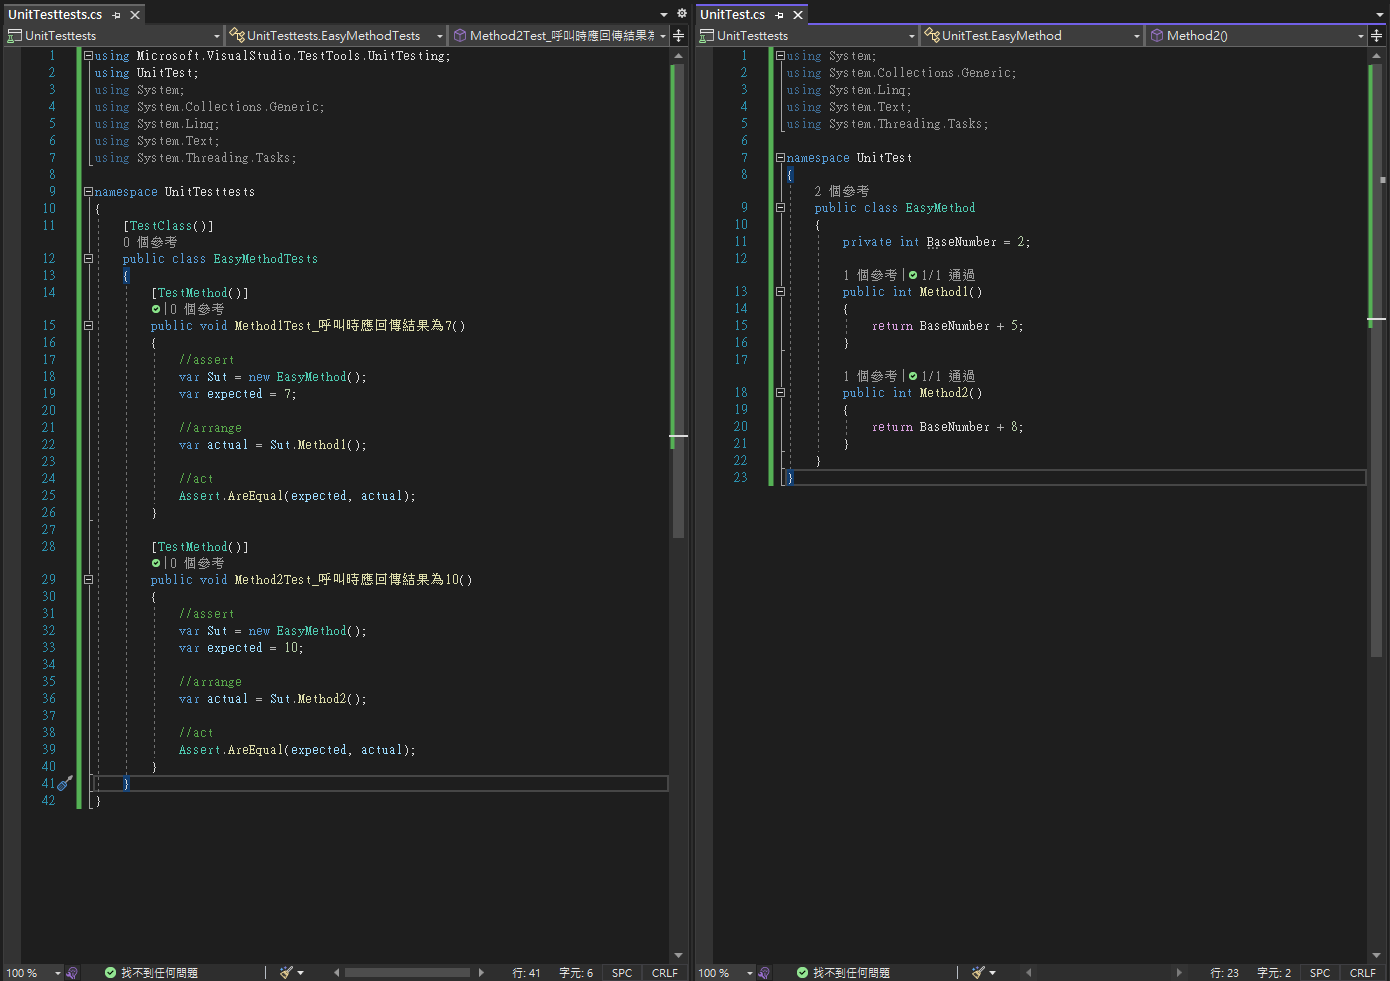 UnitTesttests.cs
UnitTesttests
UnitTesttests.EasyMethodTests
Method2Test_呼叫時應回傳結果為
1 using Microsoft.VisualStudio.TestTools.UnitTesting;
2 using UnitTest;
3 using System;
4 using System.Collections.Generic;
5 using System.Linq;
6 using System.Text;
7 using System.Threading.Tasks;
8
9 namespace UnitTesttests
10 {
11 [TestClass()]
0 個參考
12 public class EasyMethodTests
13 {
14 [TestMethod()]
|0 個參考
15 public void Method1Test_呼叫時應回傳結果為7()
16 {
17 //assert
18 var Sut = new EasyMethod();
19 var expected = 7;
20
21 //arrange
22 var actual = Sut.Method1();
23
24 //act
25 Assert.AreEqual(expected, actual);
26 }
27
28 [TestMethod()]
|0 個參考
29 public void Method2Test_呼叫時應回傳結果為10()
30 {
31 //assert
32 var Sut = new EasyMethod();
33 var expected = 10;
34
35 //arrange
36 var actual = Sut.Method2();
37
38 //act
39 Assert.AreEqual(expected, actual);
40 }
41 }
42 }
100 %
找不到任何問題
行: 41
字元: 6
SPC
CRLF
UnitTest.cs
UnitTesttests
UnitTest.EasyMethod
Method2()
1 using System;
2 using System.Collections.Generic;
3 using System.Linq;
4 using System.Text;
5 using System.Threading.Tasks;
6
7 namespace UnitTest
8 {
2 個參考
9 public class EasyMethod
10 {
11 private int BaseNumber = 2;
12
1 個參考|1/1 通過
13 public int Method1()
14 {
15 return BaseNumber + 5;
16 }
17
1 個參考|1/1 通過
18 public int Method2()
19 {
20 return BaseNumber + 8;
21 }
22 }
23 }
100 %
找不到任何問題
行: 23
字元: 2
SPC
CRLF